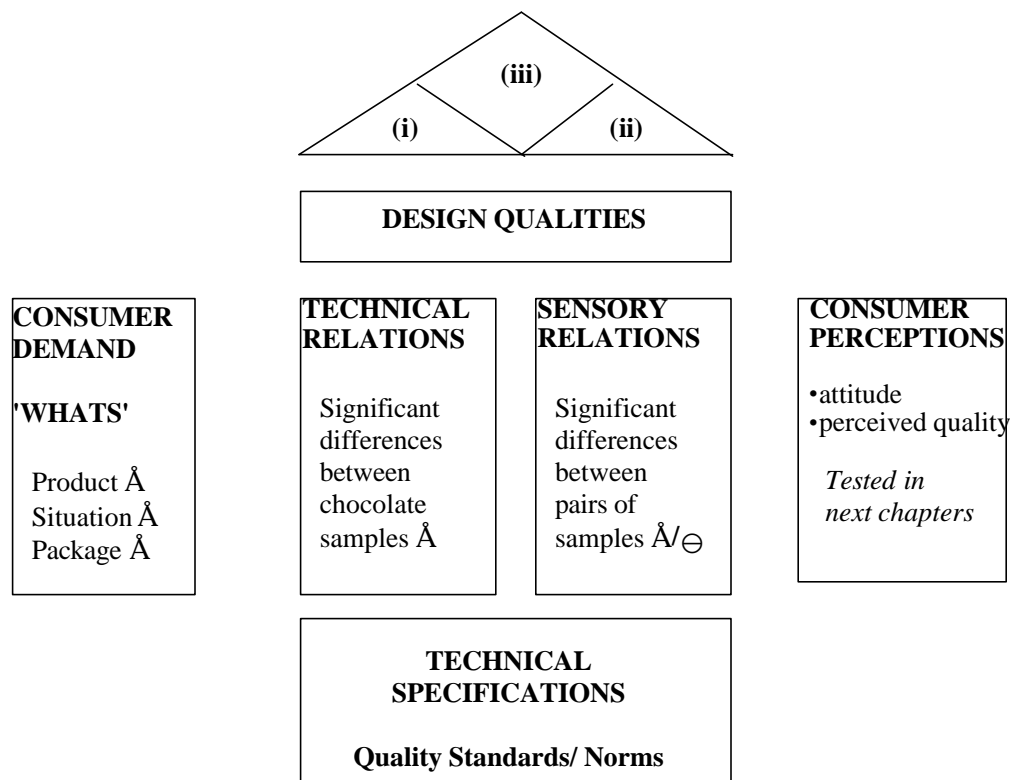 (iii)
(i)
(ii)
DESIGN QUALITIES
CONSUMER
DEMAND
'WHATS'
Product Å
Situation Å
Package Å
TECHNICAL
RELATIONS
Significant
differences
between
chocolate
samples Å
SENSORY
RELATIONS
Significant
differences
between
pairs of
samples Å/⊖
CONSUMER
PERCEPTIONS
•attitude
•perceived quality
Tested in
next chapters
TECHNICAL
SPECIFICATIONS
Quality Standards/ Norms